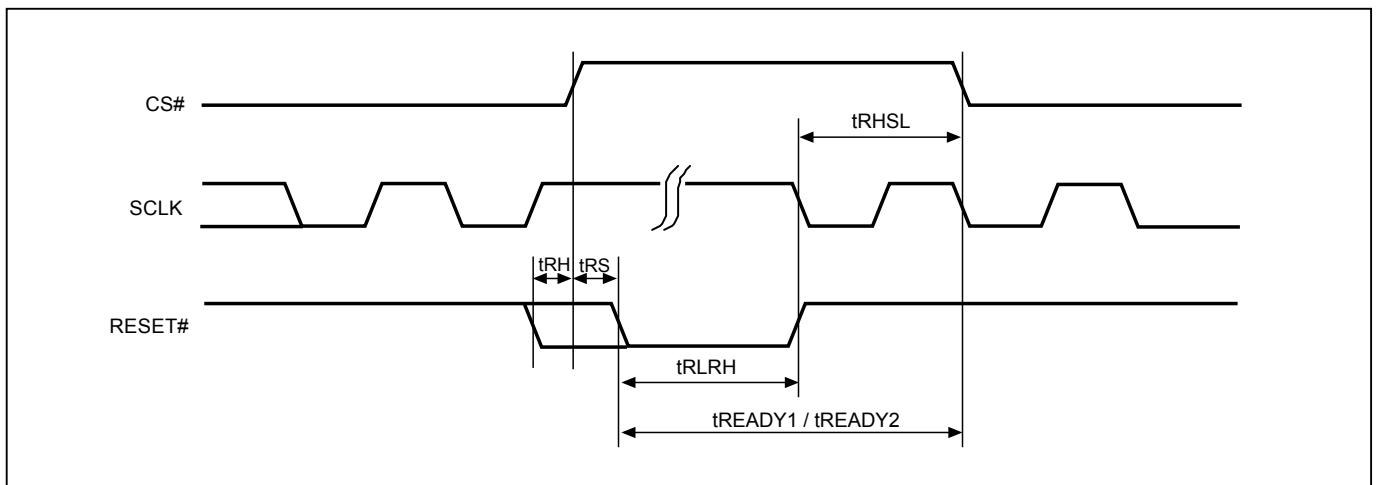 CS#
tRHSL
SCLK
tRH
tRS
RESET#
tRLRH
tREADY1 / tREADY2